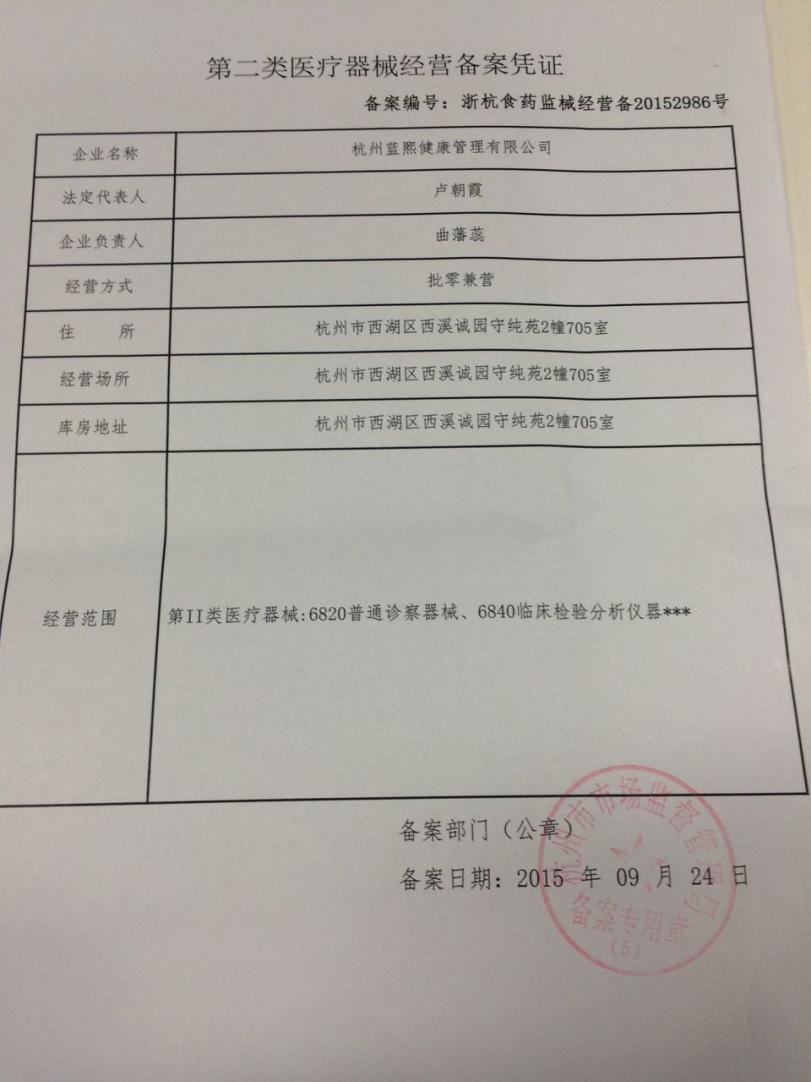 第二类医疗器械经营备案凭证
备案编号：浙杭食药监械经营备20152986号
企业名称 杭州蓝熙健康管理有限公司
法定代表人 卢朝霞
企业负责人 曲藩蕊
经营方式 批零兼营
住 所 杭州市西湖区西溪诚园守纯苑2幢705室
经营场所 杭州市西湖区西溪诚园守纯苑2幢705室
库房地址 杭州市西湖区西溪诚园守纯苑2幢705室
经营范围 第II类医疗器械:6820普通诊察器械、6840临床检验分析仪器***
备案部门（公章）
备案日期：2015 年 09 月 24 日
杭州市市场监督管理局
备案专用章
（5）